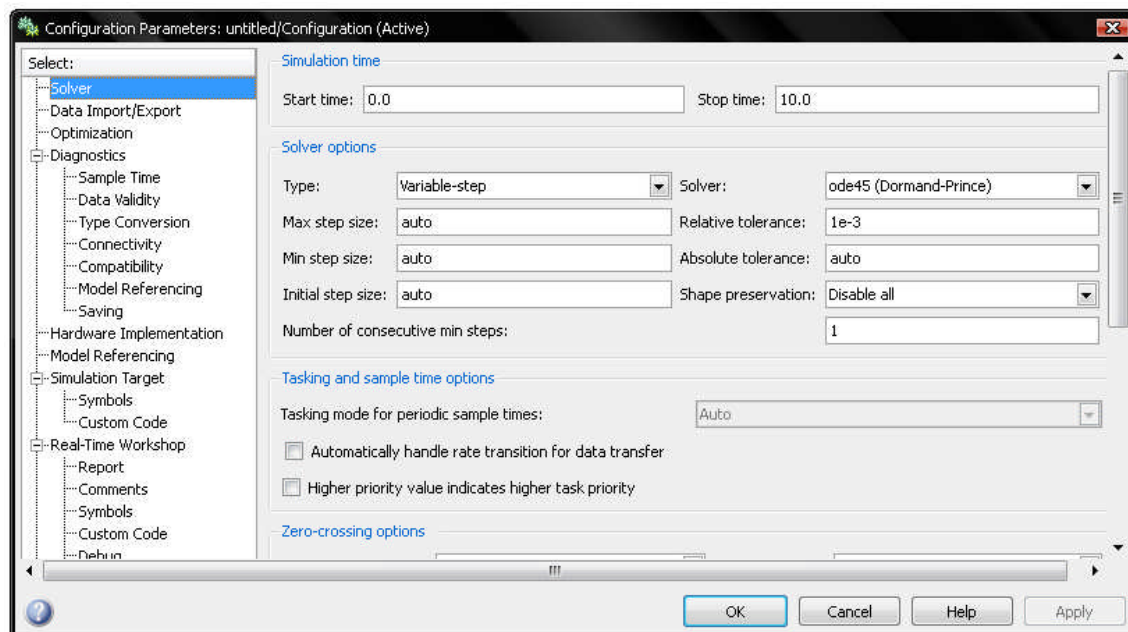 Configuration Parameters: untitled/Configuration (Active)
Select:
Solver
Data Import/Export
Optimization
Diagnostics
Sample Time
Data Validity
Type Conversion
Connectivity
Compatibility
Model Referencing
Saving
Hardware Implementation
Model Referencing
Simulation Target
Symbols
Custom Code
Real-Time Workshop
Report
Comments
Symbols
Custom Code
Debug
Simulation time
Start time: 0.0 Stop time: 10.0
Solver options
Type: Variable-step Solver: ode45 (Dormand-Prince)
Max step size: auto Relative tolerance: 1e-3
Min step size: auto Absolute tolerance: auto
Initial step size: auto Shape preservation: Disable all
Number of consecutive min steps: 1
Tasking and sample time options
Tasking mode for periodic sample times: Auto
Automatically handle rate transition for data transfer
Higher priority value indicates higher task priority
Zero-crossing options
OK Cancel Help Apply